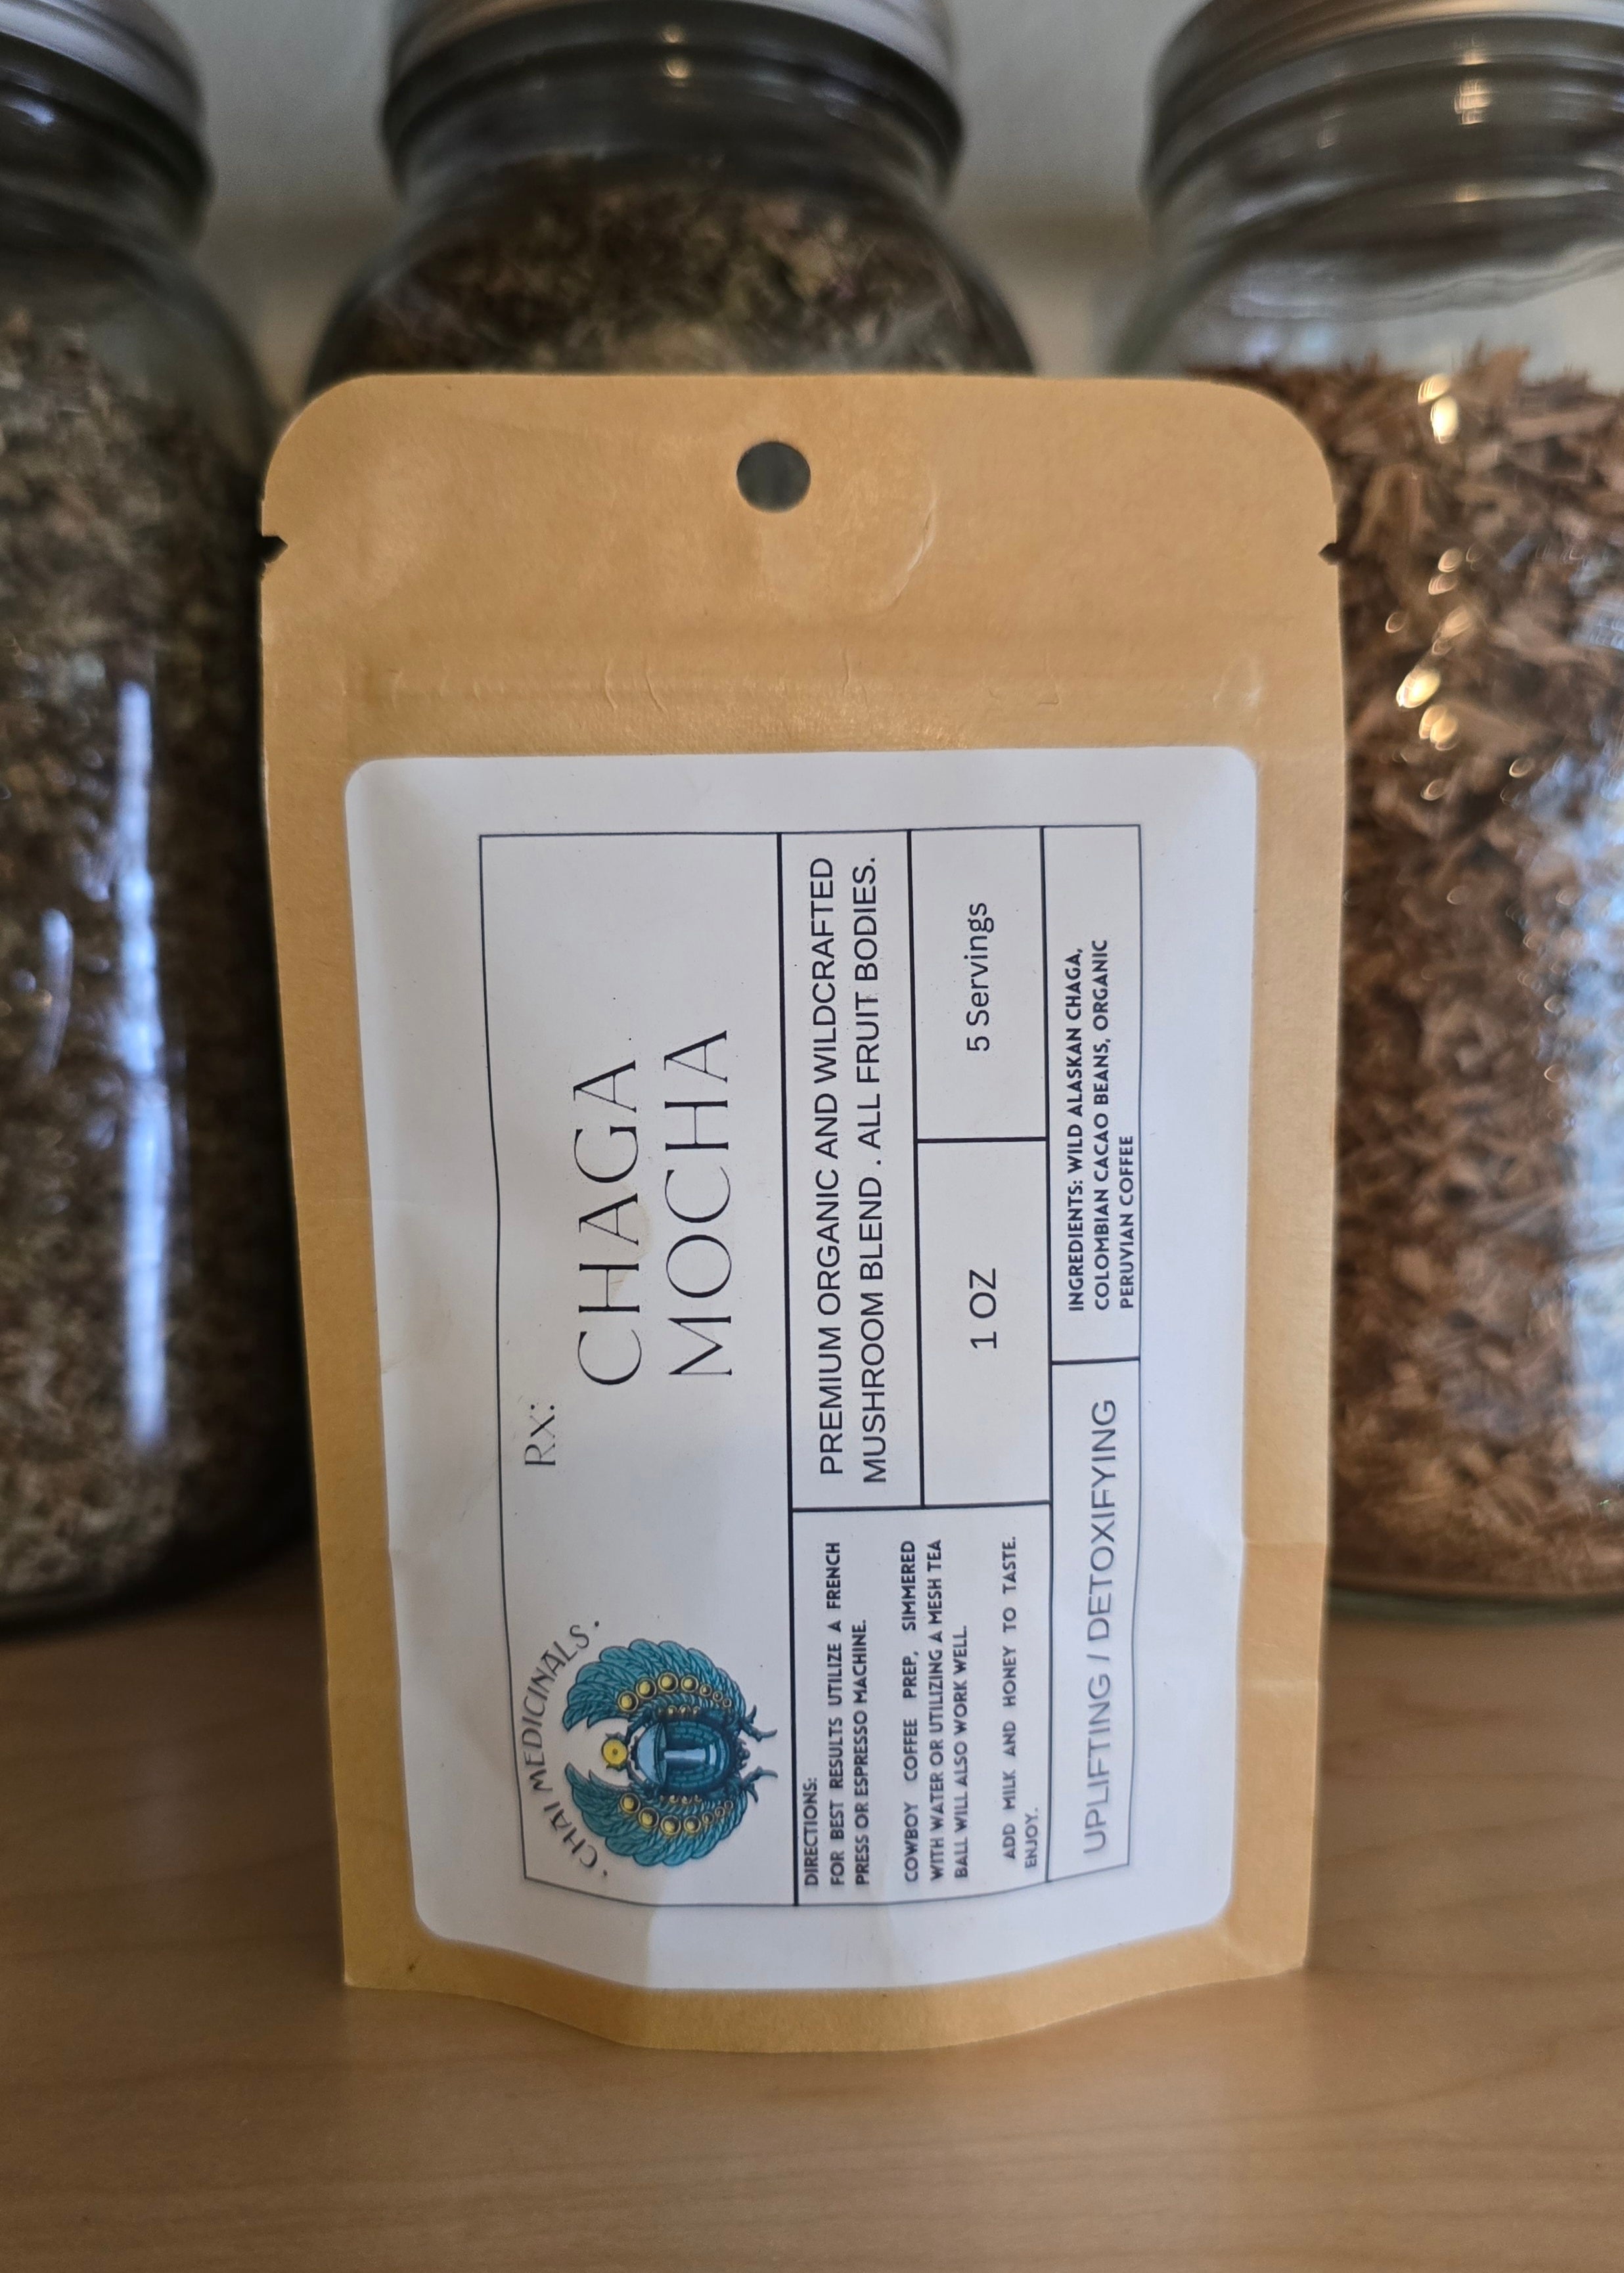 · CHAI MEDICINALS ·
Rx:
CHAGA
MOCHA
DIRECTIONS:
FOR BEST RESULTS UTILIZE A FRENCH
PRESS OR ESPRESSO MACHINE.
COWBOY COFFEE PREP, SIMMERED
WITH WATER OR UTILIZING A MESH TEA
BALL WILL ALSO WORK WELL.
ADD MILK AND HONEY TO TASTE.
ENJOY.
PREMIUM ORGANIC AND WILDCRAFTED
MUSHROOM BLEND . ALL FRUIT BODIES.
1 OZ
5 Servings
UPLIFTING / DETOXIFYING
INGREDIENTS: WILD ALASKAN CHAGA,
COLOMBIAN CACAO BEANS, ORGANIC
PERUVIAN COFFEE